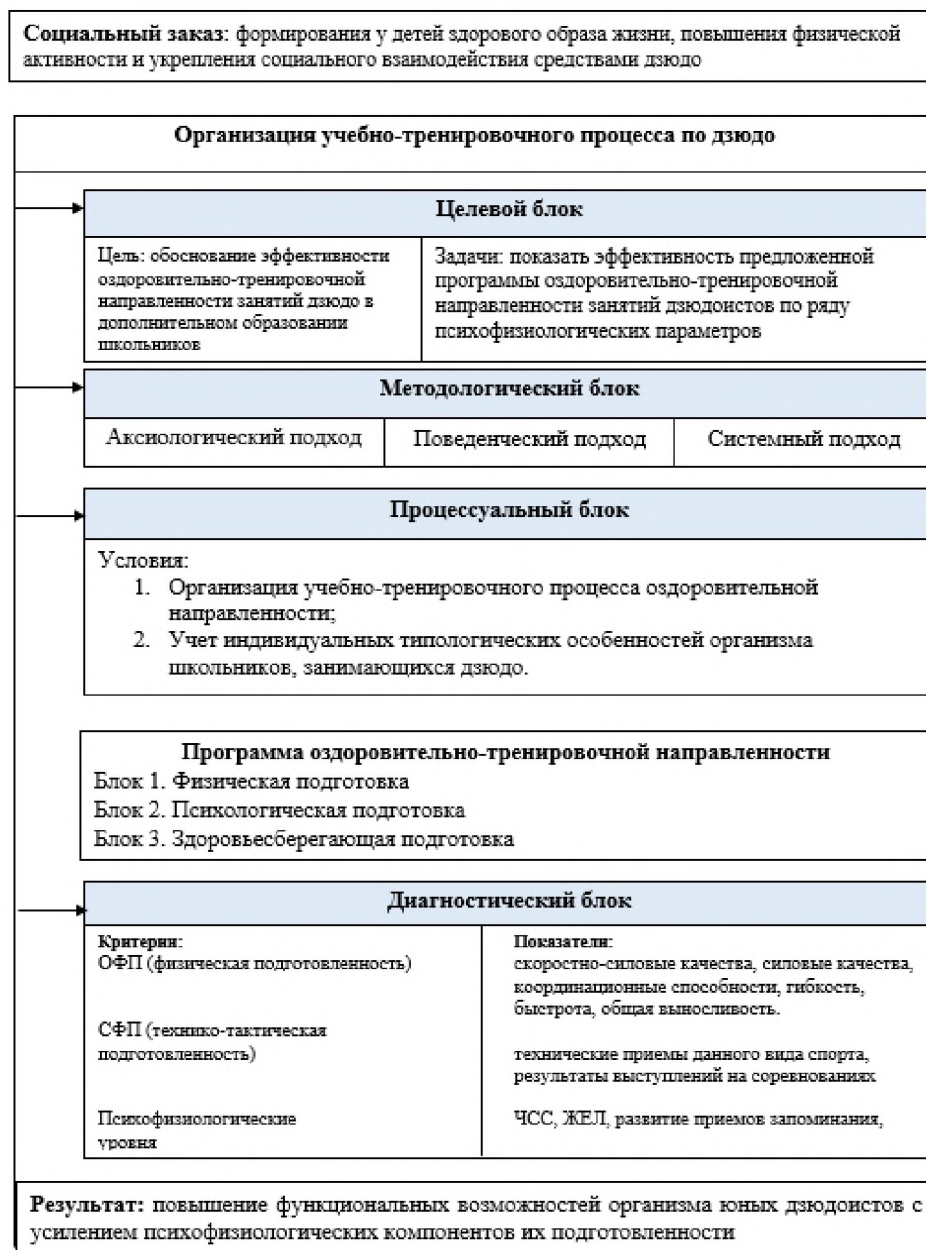 Социальный заказ: формирования у детей здорового образа жизни, повышения физической
активности и укрепления социального взаимодействия средствами дзюдо
Организация учебно-тренировочного процесса по дзюдо
Целевой блок
Цель: обоснование эффективности
оздоровительно-тренировочной
направленности занятий дзюдо в
дополнительном образовании
школьников
Задачи: показать эффективность предложенной
программы оздоровительно-тренировочной
направленности занятий дзюдоистов по ряду
психофизиологических параметров
Методологический блок
Аксиологический подход
Поведенческий подход
Системный подход
Процессуальный блок
Условия:
1. Организация учебно-тренировочного процесса оздоровительной
направленности;
2. Учет индивидуальных типологических особенностей организма
школьников, занимающихся дзюдо.
Программа оздоровительно-тренировочной направленности
Блок 1. Физическая подготовка
Блок 2. Психологическая подготовка
Блок 3. Здоровьесберегающая подготовка
Диагностический блок
Критерии:
ОФП (физическая подготовленность)
СФП (технико-тактическая
подготовленность)
Психофизиологические
уровня
Показатели:
скоростно-силовые качества, силовые качества,
координационные способности, гибкость,
быстрота, общая выносливость.
технические приемы данного вида спорта,
результаты выступлений на соревнованиях
ЧСС, ЖЕЛ, развитие приемов запоминания,
Результат: повышение функциональных возможностей организма юных дзюдоистов с
усилением психофизиологических компонентов их подготовленности